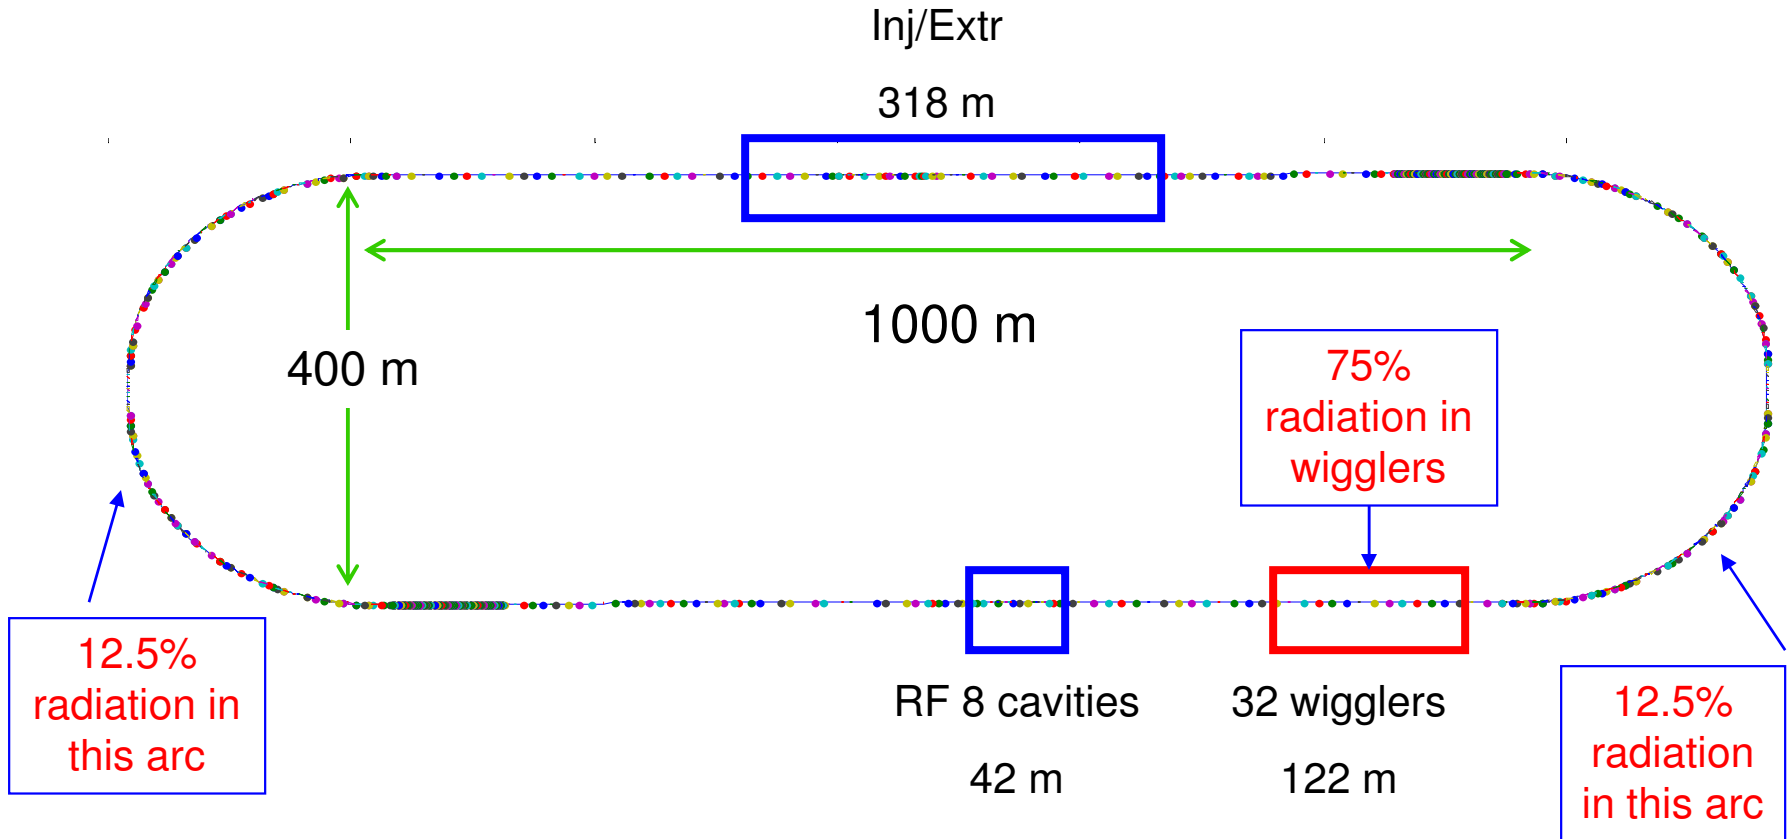 Inj/Extr
318 m
1000 m
400 m
75%
radiation in
wigglers
12.5%
radiation in
this arc
RF 8 cavities
42 m
32 wigglers
122 m
12.5%
radiation
in this arc